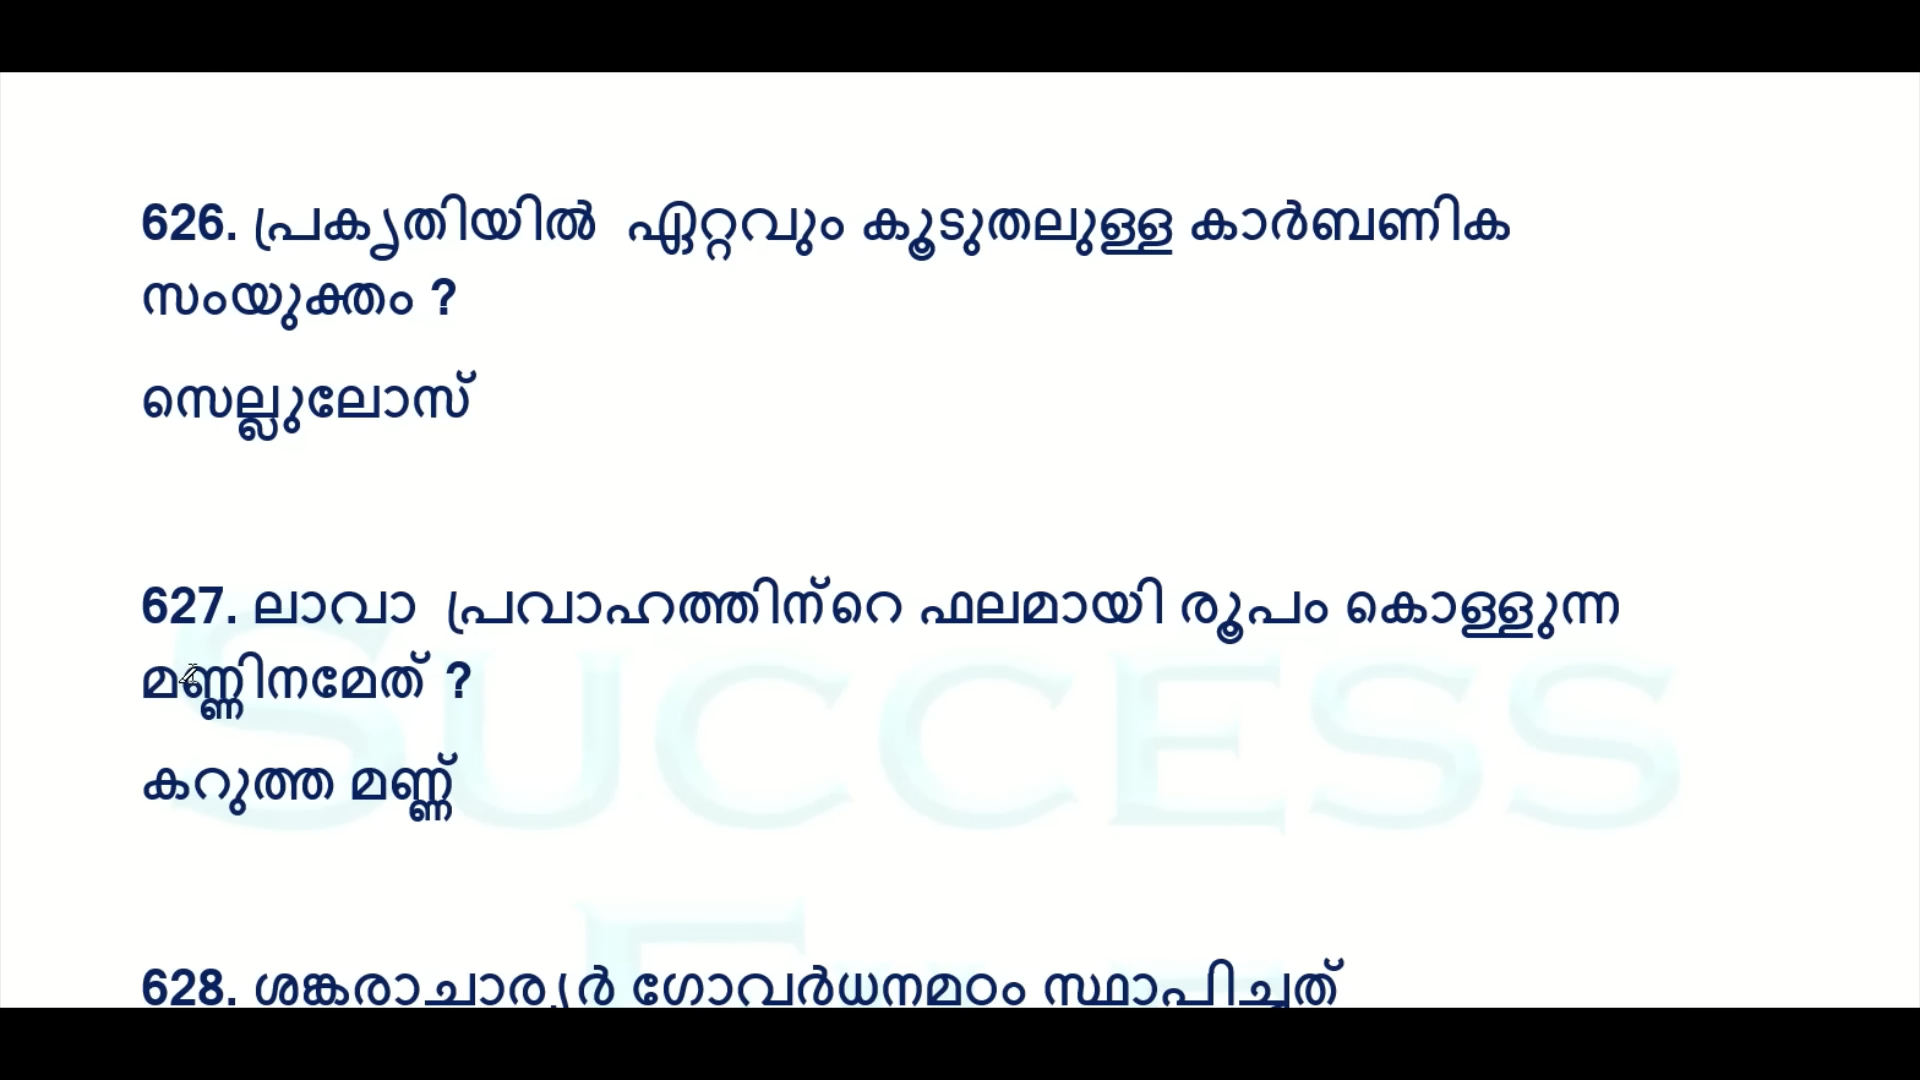 626. പ്രകൃതിയിൽ ഏറ്റവും കൂടുതലുള്ള കാർബണിക
സംയുക്തം ?
സെല്ലുലോസ്
627. ലാവാ പ്രവാഹത്തിന്റെ ഫലമായി രൂപം കൊള്ളുന്ന
മണ്ണിനമേത് ?
കറുത്ത മണ്ണ്
SUCCESS
628. ശങ്കരാചാര്യർ ഗോവർധനമഠം സ്ഥാപിച്ചത്